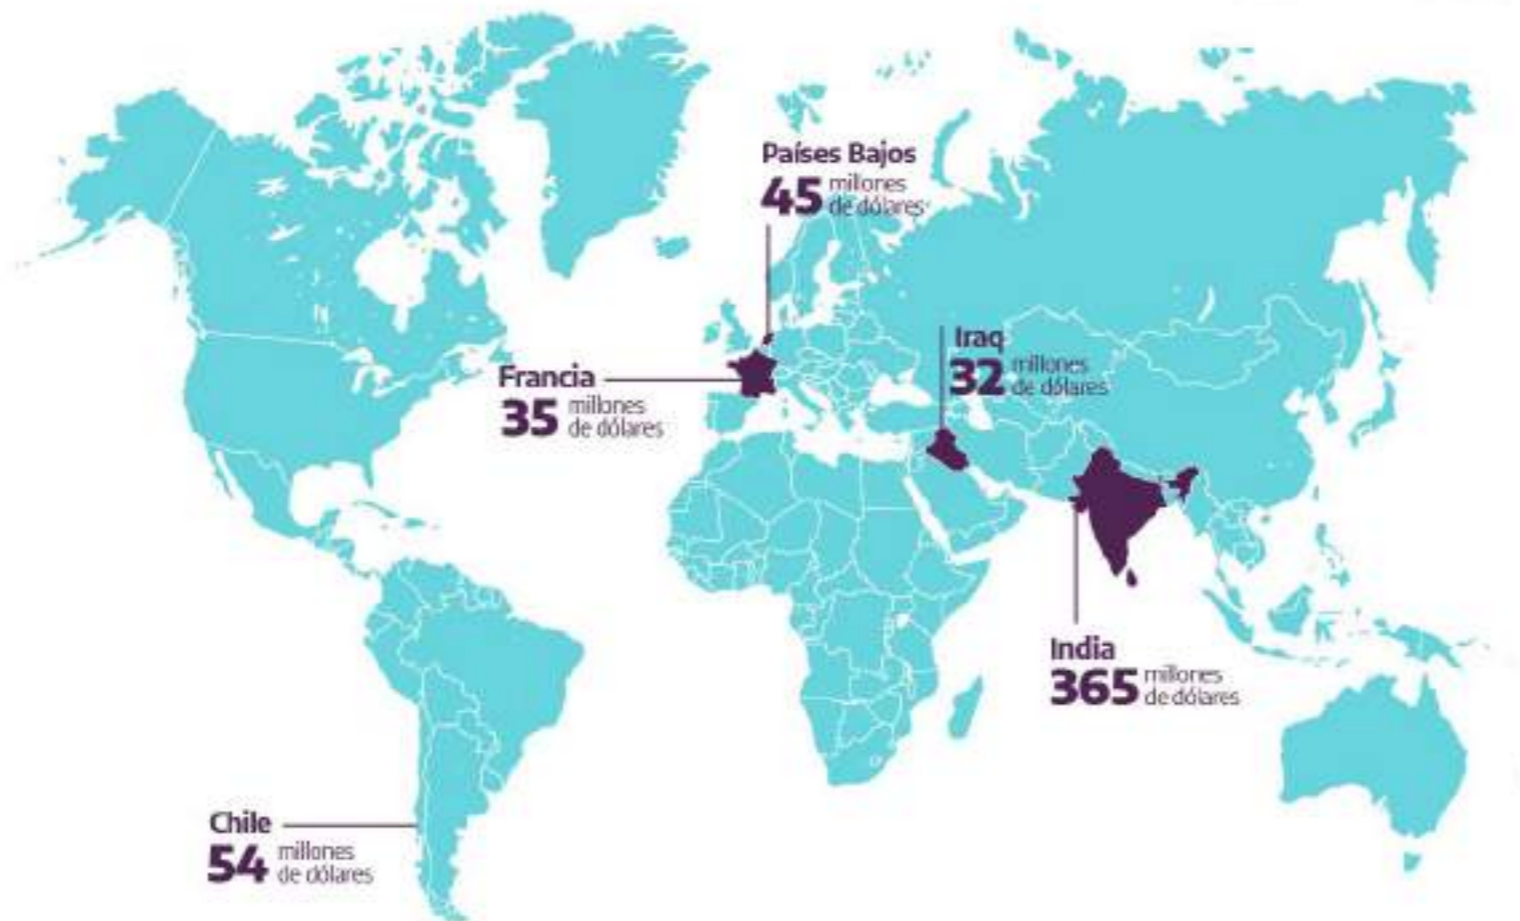 Países Bajos
45 millones
de dólares
Iraq
32 millones
de dólares
Francia
35 millones
de dólares
India
365 millones
de dólares
Chile
54 millones
de dólares